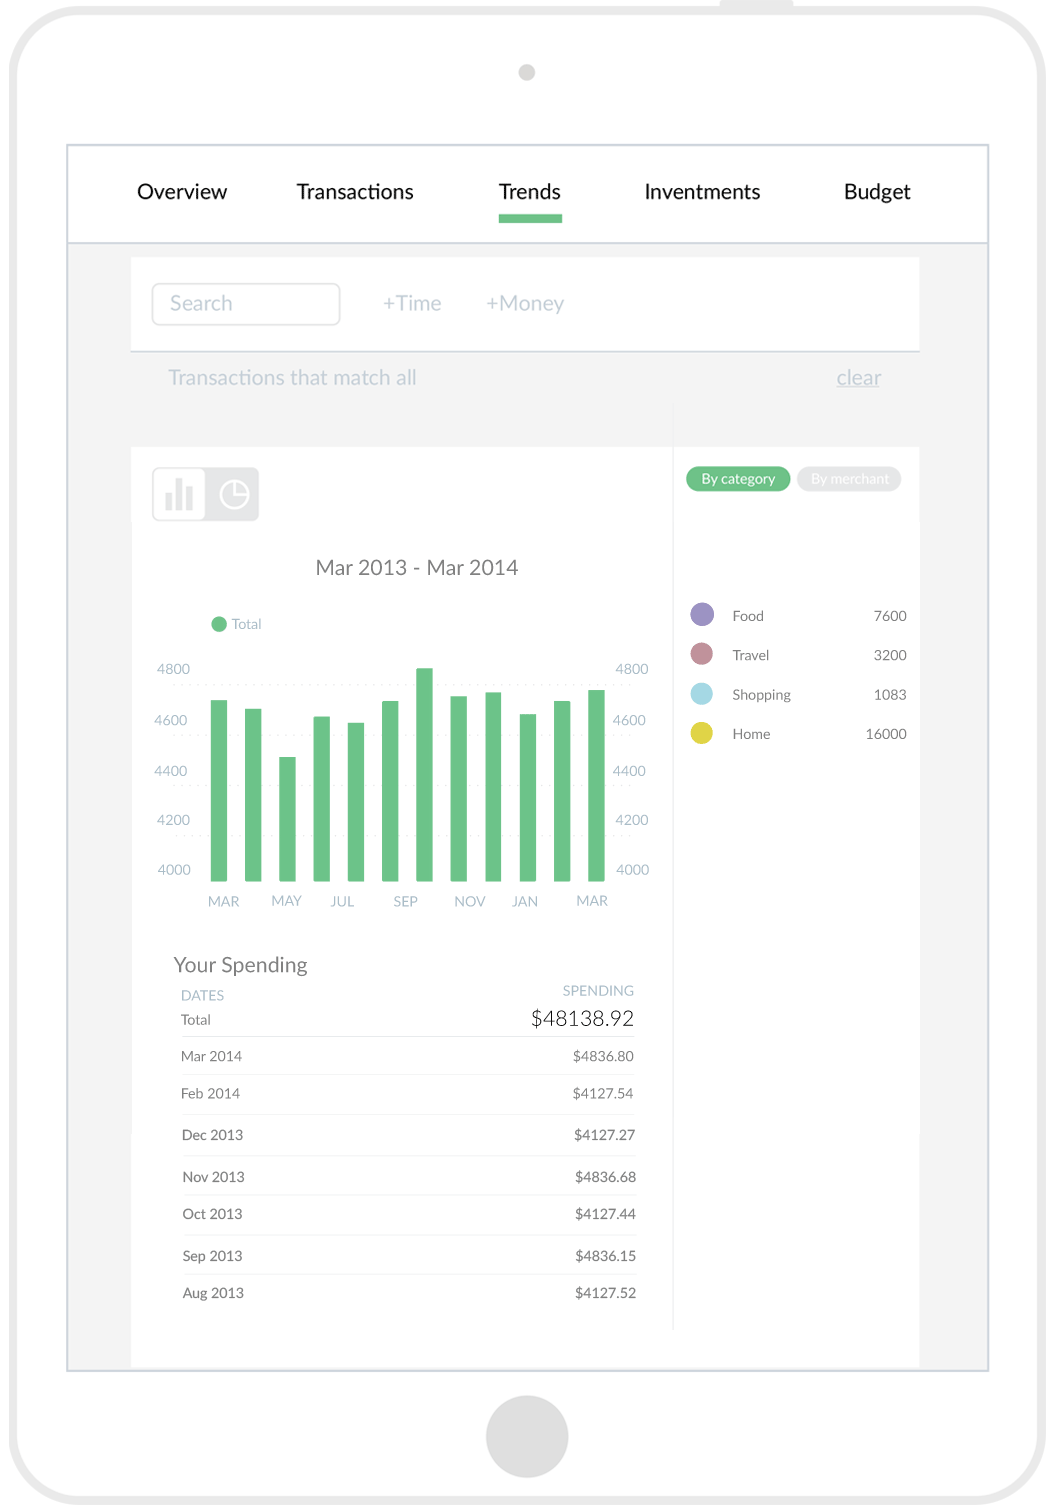 Overview Transactions Trends Inventments Budget
Search +Time +Money
Transactions that match all clear
By category By merchant
Mar 2013 - Mar 2014
Total
4800 4800
4600 4600
4400 4400
4200 4200
4000 4000
MAR MAY JUL SEP NOV JAN MAR
Food 7600
Travel 3200
Shopping 1083
Home 16000
Your Spending
DATES SPENDING
Total $48138.92
Mar 2014 $4836.80
Feb 2014 $4127.54
Dec 2013 $4127.27
Nov 2013 $4836.68
Oct 2013 $4127.44
Sep 2013 $4836.15
Aug 2013 $4127.52